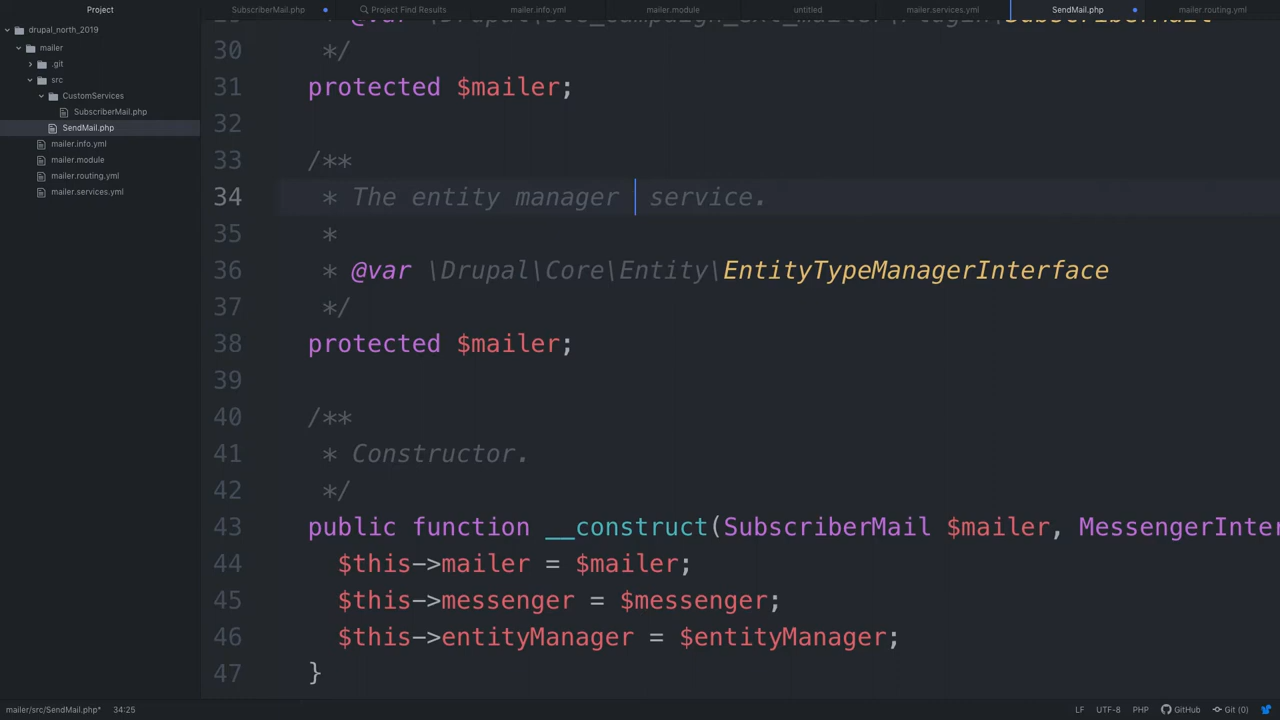 Project
SubscriberMail.php
Project Find Results
mailer.info.yml
mailer.module
untitled
mailer.services.yml
SendMail.php
mailer.routing.yml
drupal_north_2019
mailer
.git
src
CustomServices
SubscriberMail.php
SendMail.php
mailer.info.yml
mailer.module
mailer.routing.yml
mailer.services.yml
30 */
31 protected $mailer;
32
33 /**
34 * The entity manager  service.
35 *
36 * @var \Drupal\Core\Entity\EntityTypeManagerInterface
37 */
38 protected $mailer;
39
40 /**
41 * Constructor.
42 */
43 public function __construct(SubscriberMail $mailer, MessengerInter
44 $this->mailer = $mailer;
45 $this->messenger = $messenger;
46 $this->entityManager = $entityManager;
47 }
mailer/src/SendMail.php* 34:25
LF UTF-8 PHP GitHub Git (0)